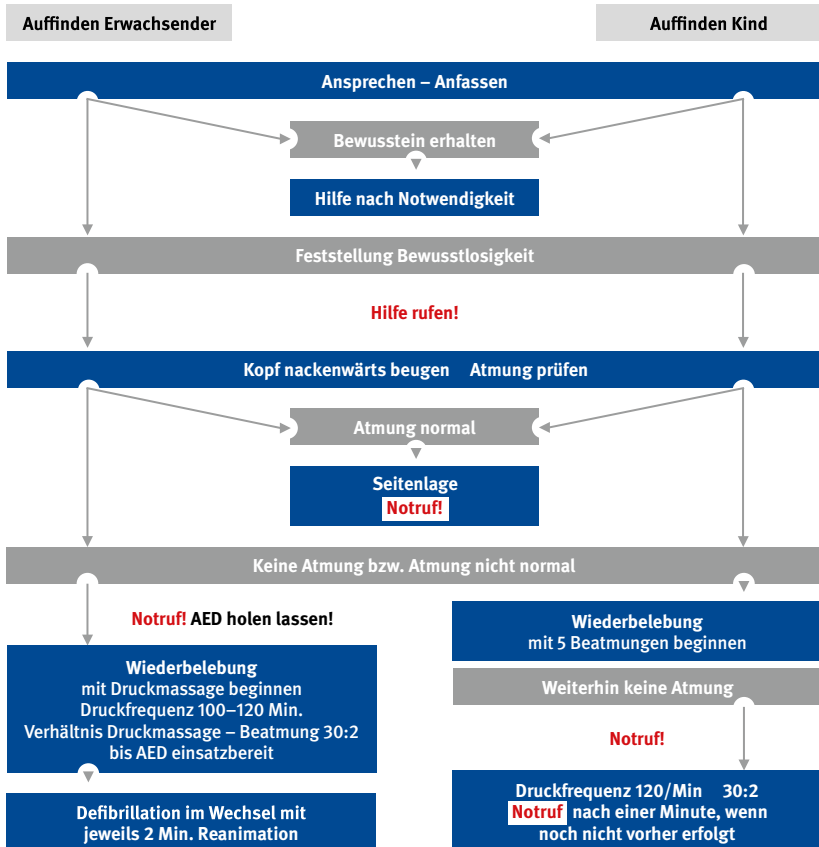 Auffinden Erwachsender
Auffinden Kind
Ansprechen – Anfassen
Bewusstein erhalten
Hilfe nach Notwendigkeit
Feststellung Bewusstlosigkeit
Hilfe rufen!
Kopf nackenwärts beugen Atmung prüfen
Atmung normal
Seitenlage
Notruf!
Keine Atmung bzw. Atmung nicht normal
Notruf! AED holen lassen!
Wiederbelebung
mit Druckmassage beginnen
Druckfrequenz 100–120 Min.
Verhältnis Druckmassage – Beatmung 30:2
bis AED einsatzbereit
Defibrillation im Wechsel mit
jeweils 2 Min. Reanimation
Wiederbelebung
mit 5 Beatmungen beginnen
Weiterhin keine Atmung
Notruf!
Druckfrequenz 120/Min 30:2
Notruf nach einer Minute, wenn
noch nicht vorher erfolgt